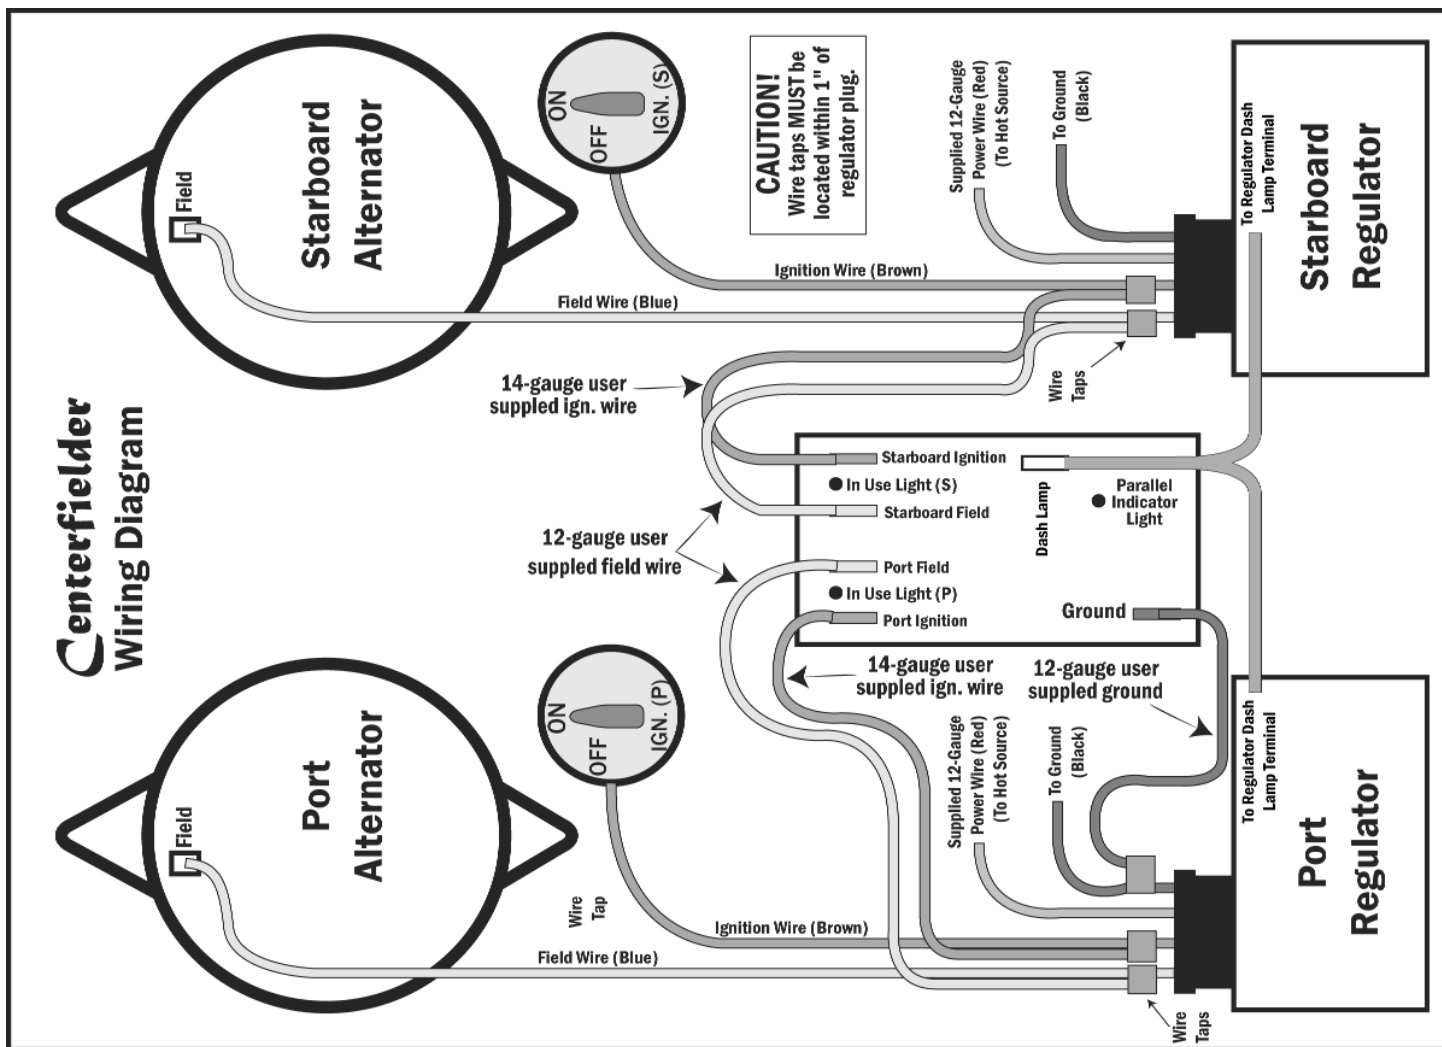 Centerfielder
Wiring Diagram
Starboard
Alternator
Field
ON
OFF
IGN. (S)
CAUTION!
Wire taps MUST be
located within 1" of
regulator plug.
Supplied 12-Gauge
Power Wire (Red)
(To Hot Source)
To Ground
(Black)
To Regulator Dash
Lamp Terminal
Starboard
Regulator
Ignition Wire (Brown)
Field Wire (Blue)
Wire
Taps
14-gauge user
suppled ign. wire
12-gauge user
suppled field wire
Starboard Ignition
In Use Light (S)
Starboard Field
Port Field
In Use Light (P)
Port Ignition
Dash Lamp
Parallel
Indicator
Light
Ground
14-gauge user
suppled ign. wire
12-gauge user
suppled ground
Port
Alternator
Field
ON
OFF
IGN. (P)
Wire
Tap
Ignition Wire (Brown)
Field Wire (Blue)
Supplied 12-Gauge
Power Wire (Red)
(To Hot Source)
To Ground
(Black)
To Regulator Dash
Lamp Terminal
Port
Regulator
Wire
Taps